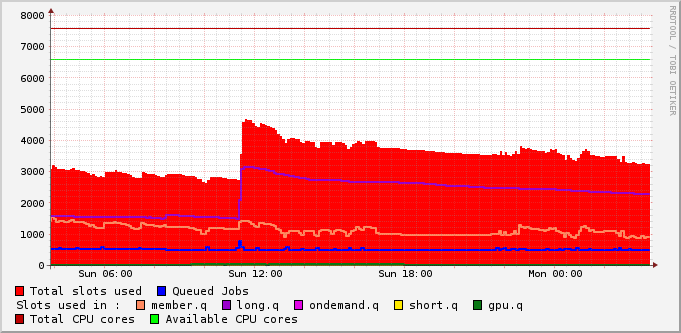 8000
7000
6000
5000
4000
3000
2000
1000
0
Sun 06:00 Sun 12:00 Sun 18:00 Mon 00:00
RRDTOOL / TOBI OETIKER
Total slots used Queued Jobs
Slots used in : member.q long.q ondemand.q short.q gpu.q
Total CPU cores Available CPU cores